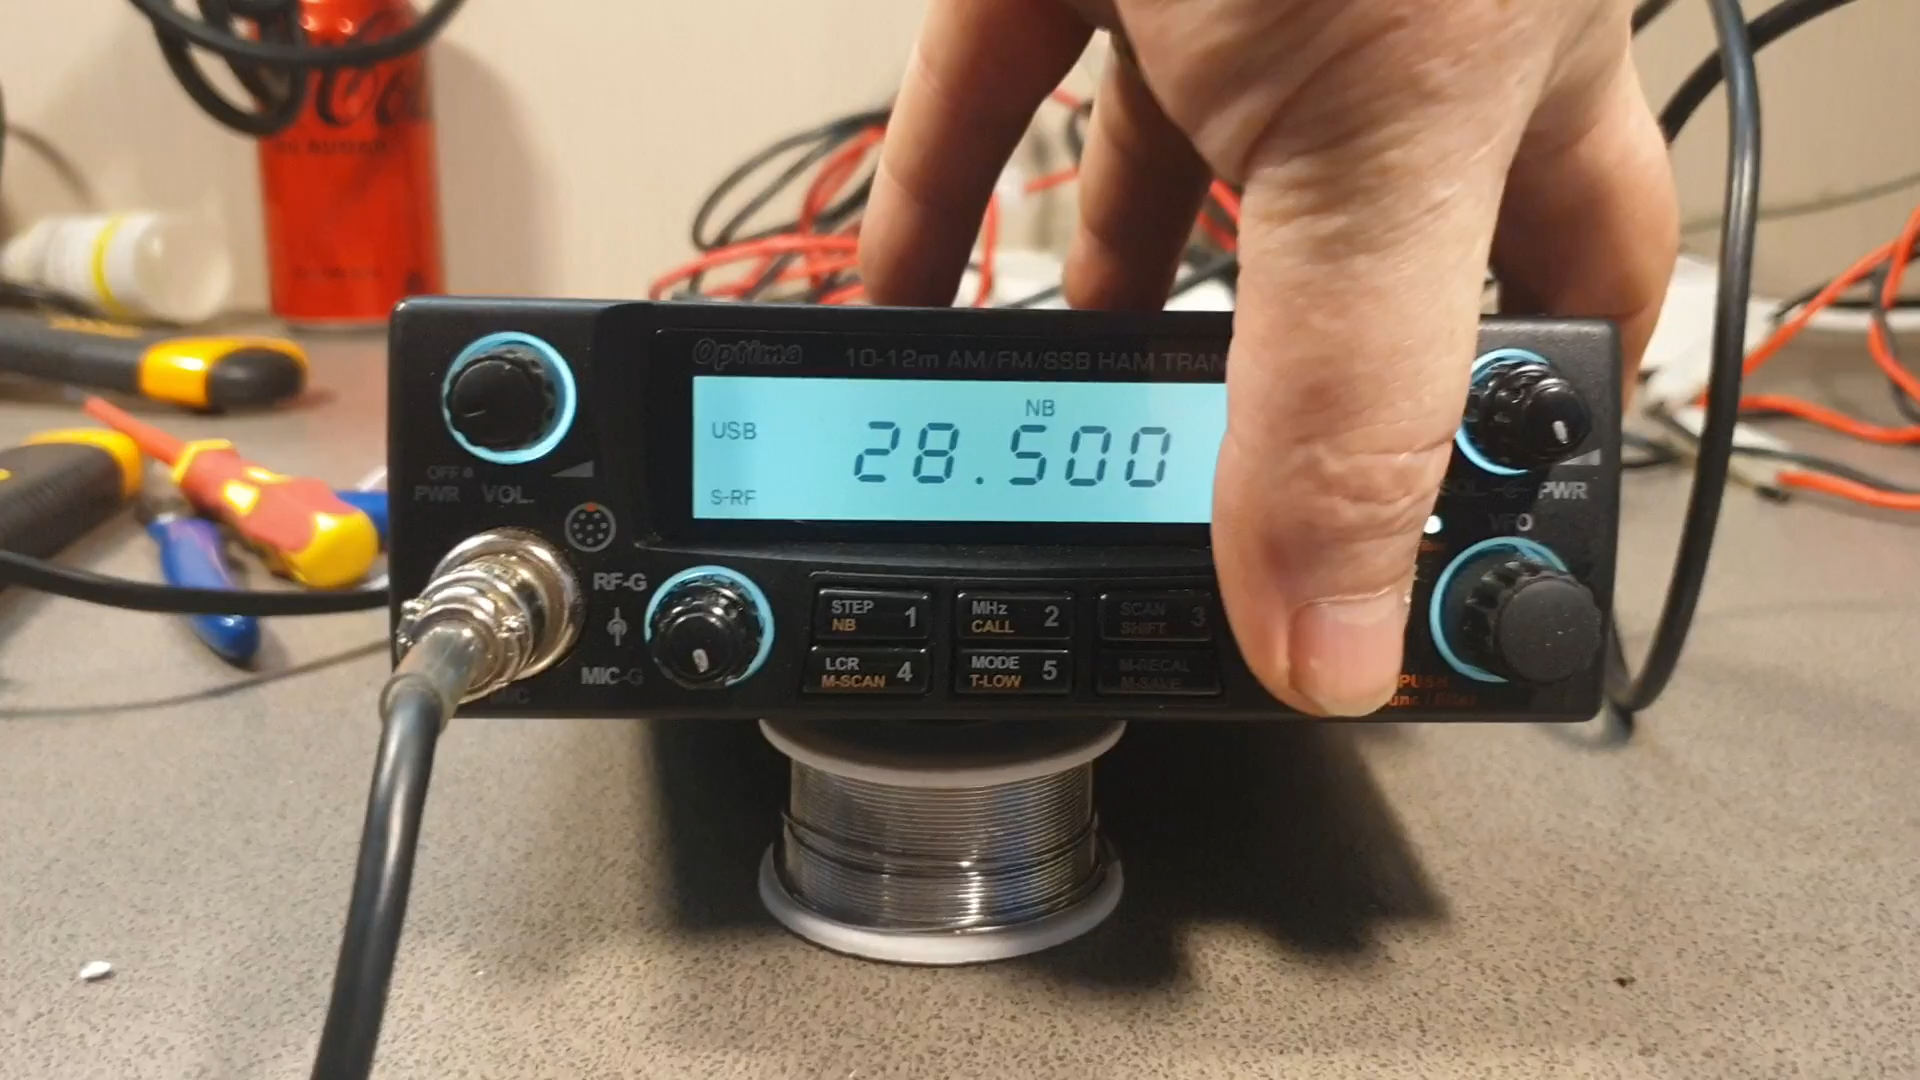 Optima
10-12m AM/FM/SSB HAM TRAN
NB
USB
28.500
S-RF
OFF
PWR VOL.
PWR
VFO
RF-G
MIC-G
STEP 1
NB
MHz 2
CALL
SCAN 3
SHIFT
LCR 4
M-SCAN
MODE 5
T-LOW
M-RECAL
M-SAVE
PUSH